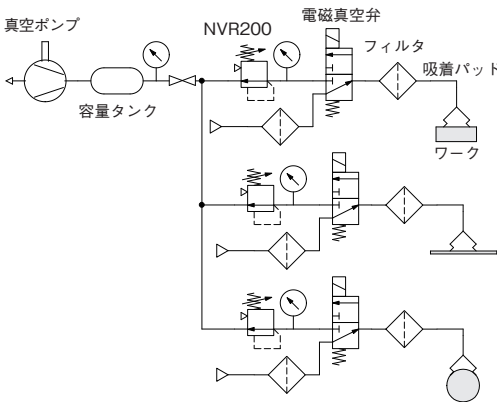 電磁真空弁
真空ポンプ
NVR200
フィルタ
吸着パッド
容量タンク
ワーク